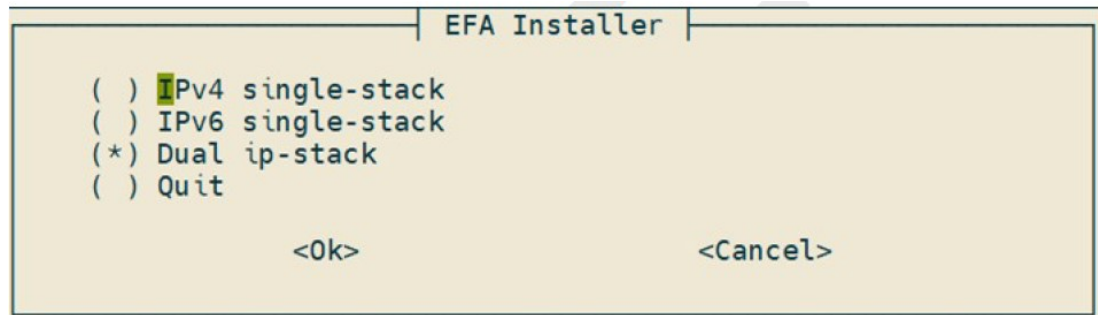 EFA Installer
( ) IPv4 single-stack
( ) IPv6 single-stack
(*) Dual ip-stack
( ) Quit
<Ok> <Cancel>